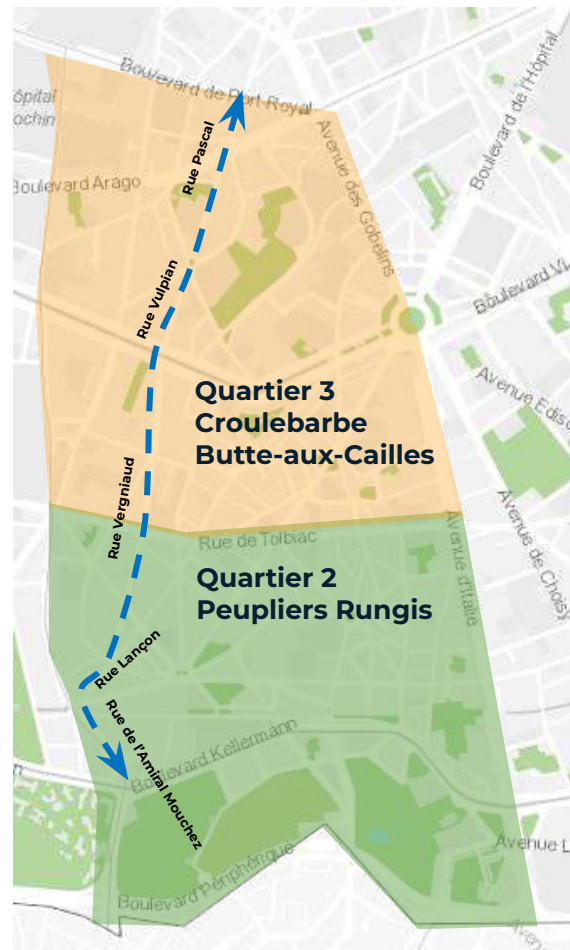 Boulevard de Port Royal
Boulevard de l'Hôpital
ôpital
ochin
Rue Pascal
Avenue des Gobelins
Boulevard Arago
Rue Vulpian
Boulevard Vi
Quartier 3
Croulebarbe
Butte-aux-Cailles
Avenue Edis
Rue Vergniaud
Rue de Tolbiac
Avenue d'Italie
Avenue de Choisy
Quartier 2
Peupliers Rungis
Rue Lançon
Rue de l'Amiral Mouchez
Boulevard Kellermann
n
Avenue L
Boulevard Périphérique